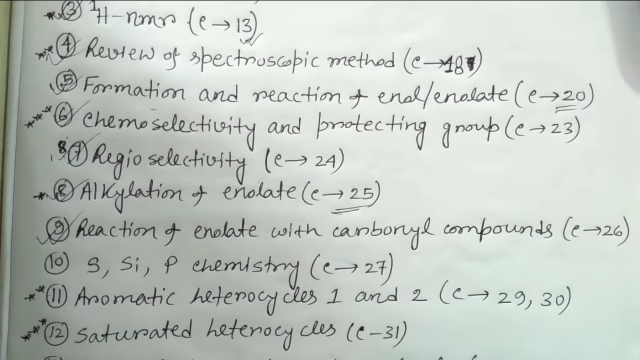 ** ③ ¹H-nmr (c→13)
** ④ Review of spectroscopic method (c→18)
⑤ Formation and reaction of enol/enolate (c→20)
*** ⑥ chemoselectivity and protecting group (c→23)
⑦ Regioselectivity (c→24)
** ⑧ Alkylation of enolate (c→25)
⑨ Reaction of enolate with carbonyl compounds (c→26)
⑩ S, Si, P chemistry (c→27)
** ⑪ Aromatic heterocycles 1 and 2 (c→ 29, 30)
*** ⑫ Saturated heterocycles (c-31)